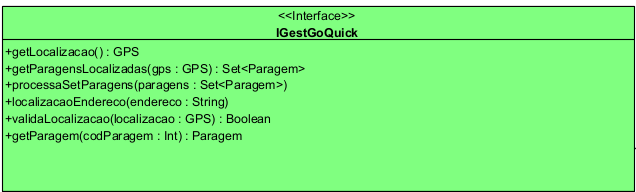 <<Interface>>
IGestGoQuick
+getLocalizacao() : GPS
+getParagensLocalizadas(gps : GPS) : Set<Paragem>
+processaSetParagens(paragens : Set<Paragem>)
+localizacaoEndereco(endereco : String)
+validaLocalizacao(localizacao : GPS) : Boolean
+getParagem(codParagem : Int) : Paragem